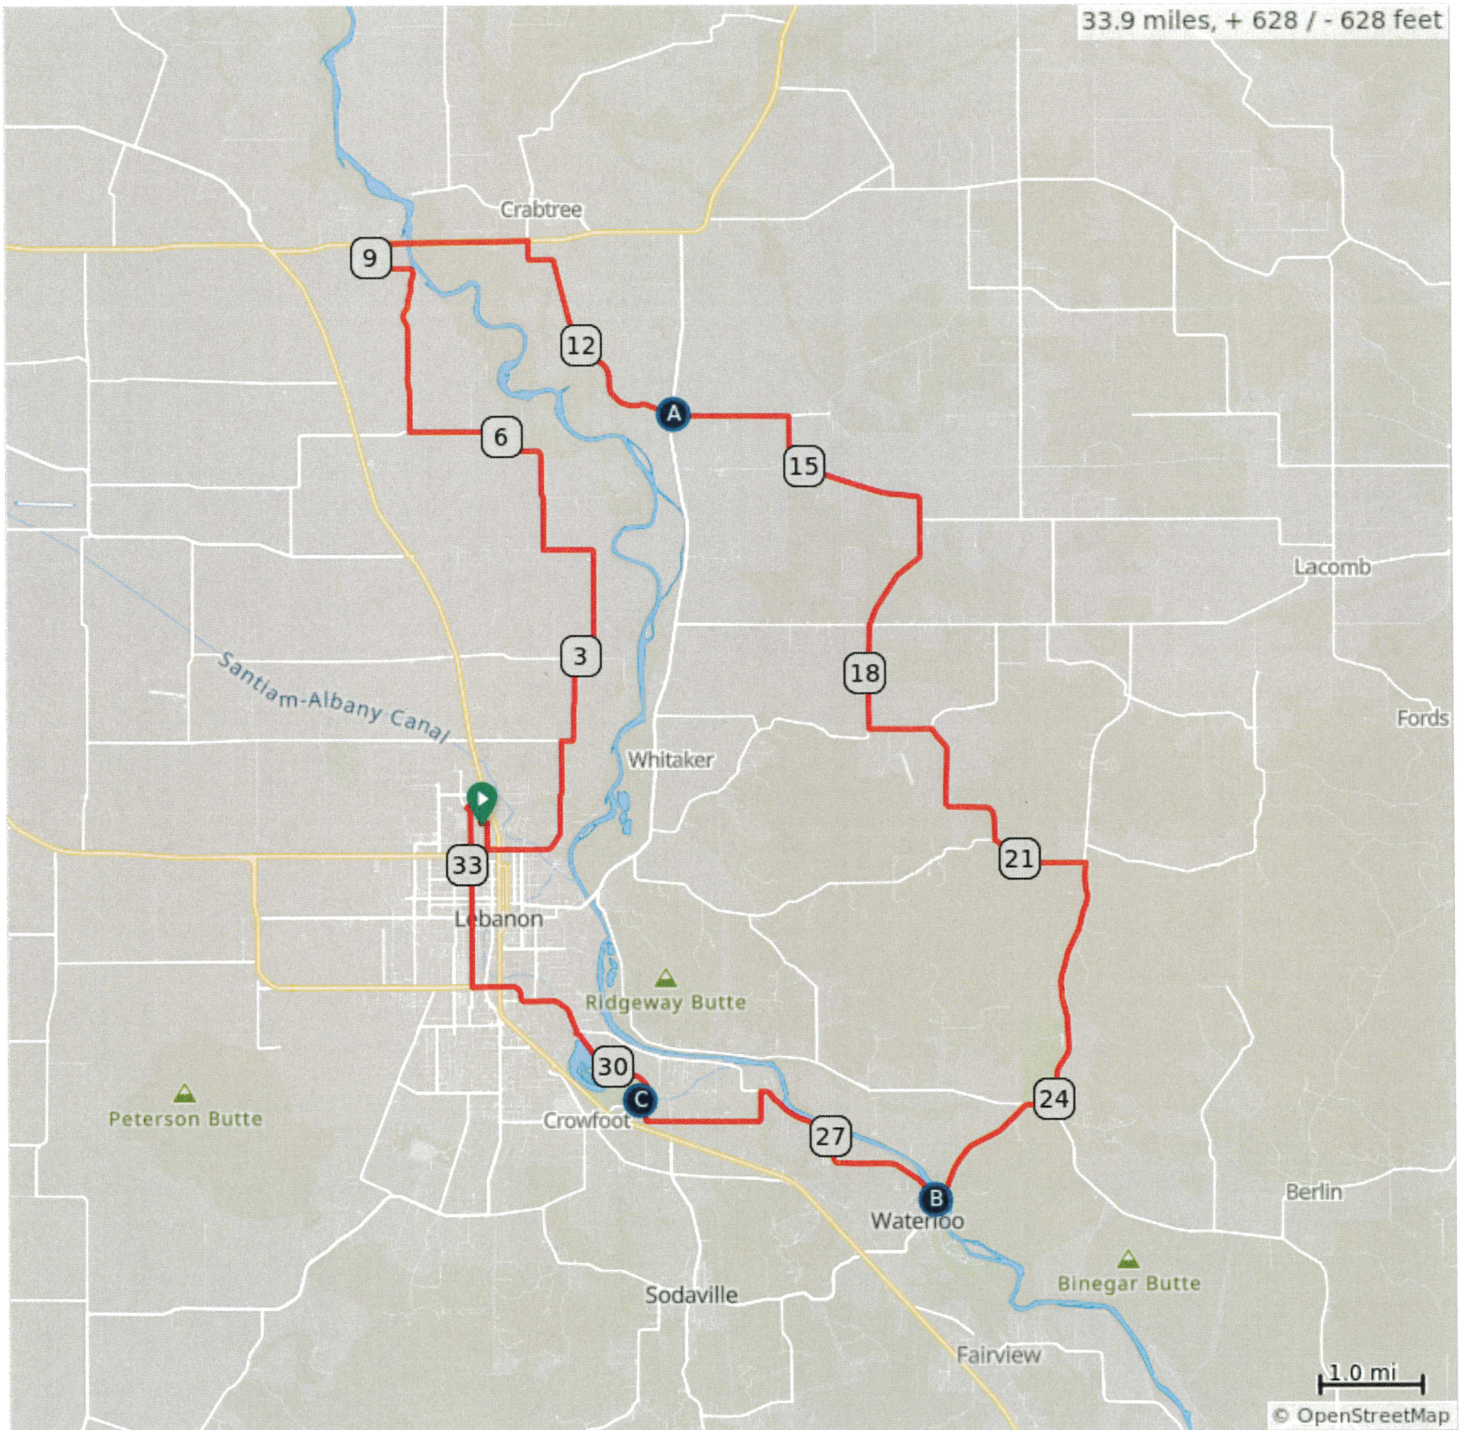 33.9 miles, + 628 / - 628 feet
Crabtree
9
12
A
6
15
Lacomb
3
18
Santiam-Albany Canal
Fords
Whitaker
33
21
Lebanon
Ridgeway Butte
30
C
24
Peterson Butte
Crowfoot
27
B
Waterloo
Berlin
Binegar Butte
Sodaville
Fairview
1.0 mi
© OpenStreetMap